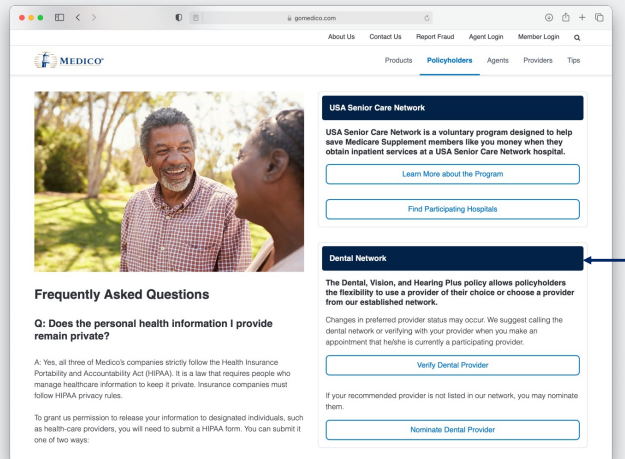 gomedico.com
About Us Contact Us Report Fraud Agent Login Member Login
MEDICO®
Products Policyholders Agents Providers Tips
USA Senior Care Network
USA Senior Care Network is a voluntary program designed to help
save Medicare Supplement members like you money when they
obtain inpatient services at a USA Senior Care Network hospital.
Learn More about the Program
Find Participating Hospitals
Dental Network
The Dental, Vision, and Hearing Plus policy allows policyholders
the flexibility to use a provider of their choice or choose a provider
from our established network.
Changes in preferred provider status may occur. We suggest calling the
dental network or verifying with your provider when you make an
appointment that he/she is currently a participating provider.
Verify Dental Provider
If your recommended provider is not listed in our network, you may nominate
them.
Nominate Dental Provider
Frequently Asked Questions
Q: Does the personal health information I provide
remain private?
A: Yes, all three of Medico's companies strictly follow the Health Insurance
Portability and Accountability Act (HIPAA). It is a law that requires people who
manage healthcare information to keep it private. Insurance companies must
follow HIPAA privacy rules.
To grant us permission to release your information to designated individuals, such
as health-care providers, you will need to submit a HIPAA form. You can submit it
one of two ways: